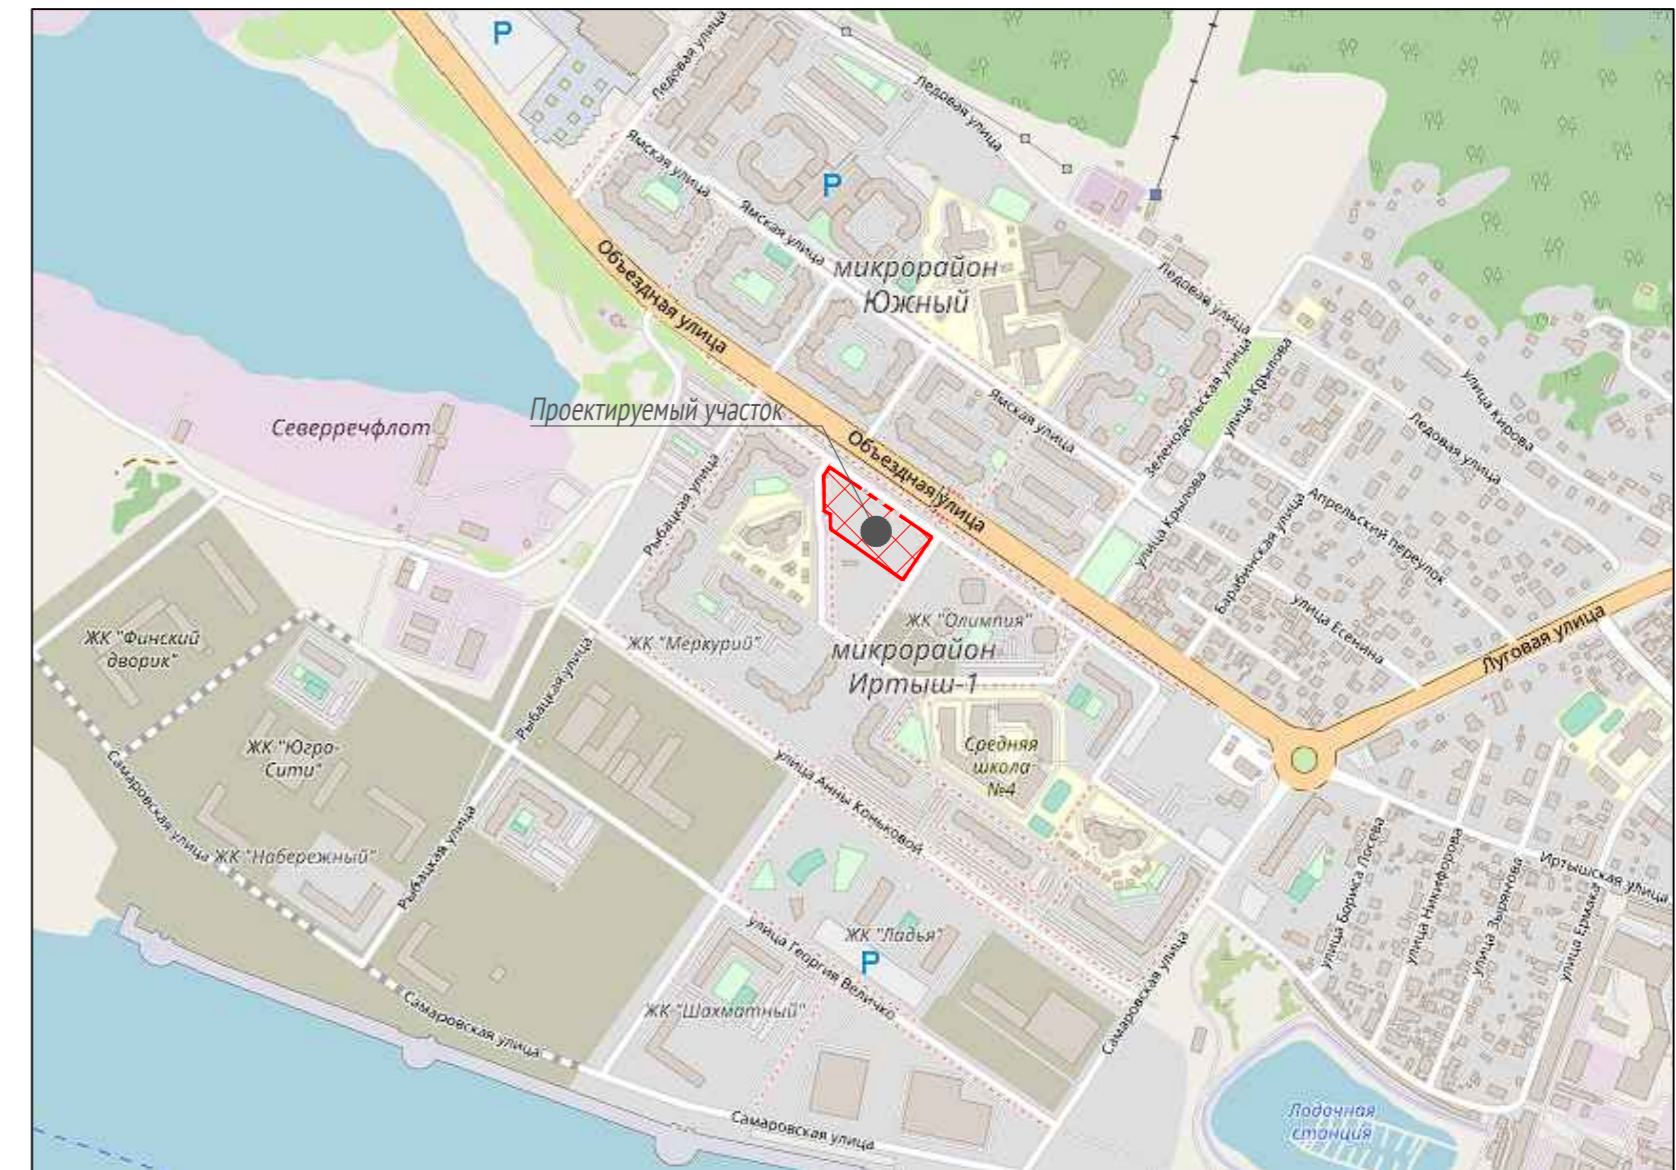 P
Ледовая улица
Ледовая улица
Ямская улица
Ямская улица
P
микрорайон
Южный
Объездная улица
Ледовая улица
Зеленодольская улица
улица Крылова
улица Кирова
Ледовая улица
Проектируемый участок
Северречфлот
Ямская улица
Объездная улица
Рыбацкая улица
улица Крылова
Барабинская улица
Апрельский переулок
улица Есенина
Луговая улица
ЖК "Финский
дворик"
ЖК "Меркурий"
ЖК "Олимпия"
микрорайон
Иртыш-1
Рыбацкая улица
ЖК "Югра-
Сити"
Средняя
школа
№4
Самаровская улица
улица Анны Коньковой
ЖК "Набережный"
Рыбацкая улица
улица Бориса Лосева
улица Никифорова
улица Зырянова
улица Ермака
Иртышская улица
ЖК "Ладья"
P
улица Георгия Величко
ЖК "Шахматный"
Самаровская улица
Самаровская улица
Самаровская улица
Лодочная
станция